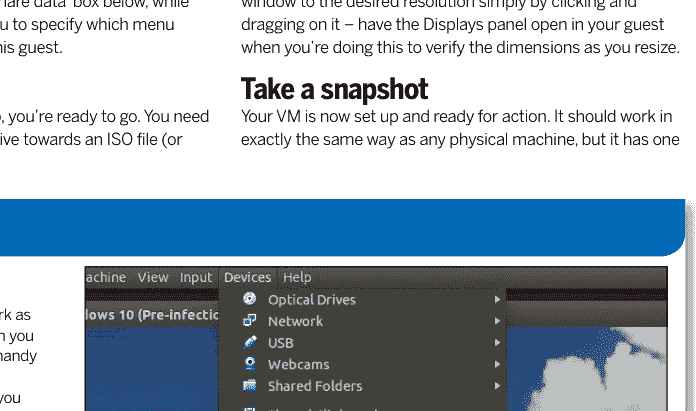 hare data' box below, while
u to specify which menu
his guest.
, you're ready to go. You need
ive towards an ISO file (or
window to the desired resolution simply by clicking and
dragging on it – have the Displays panel open in your guest
when you're doing this to verify the dimensions as you resize.
Take a snapshot
Your VM is now set up and ready for action. It should work in
exactly the same way as any physical machine, but it has one
rk as
n you
handy
you
achine View Input Devices Help
lows 10 (Pre-infectio
Optical Drives
Network
USB
Webcams
Shared Folders